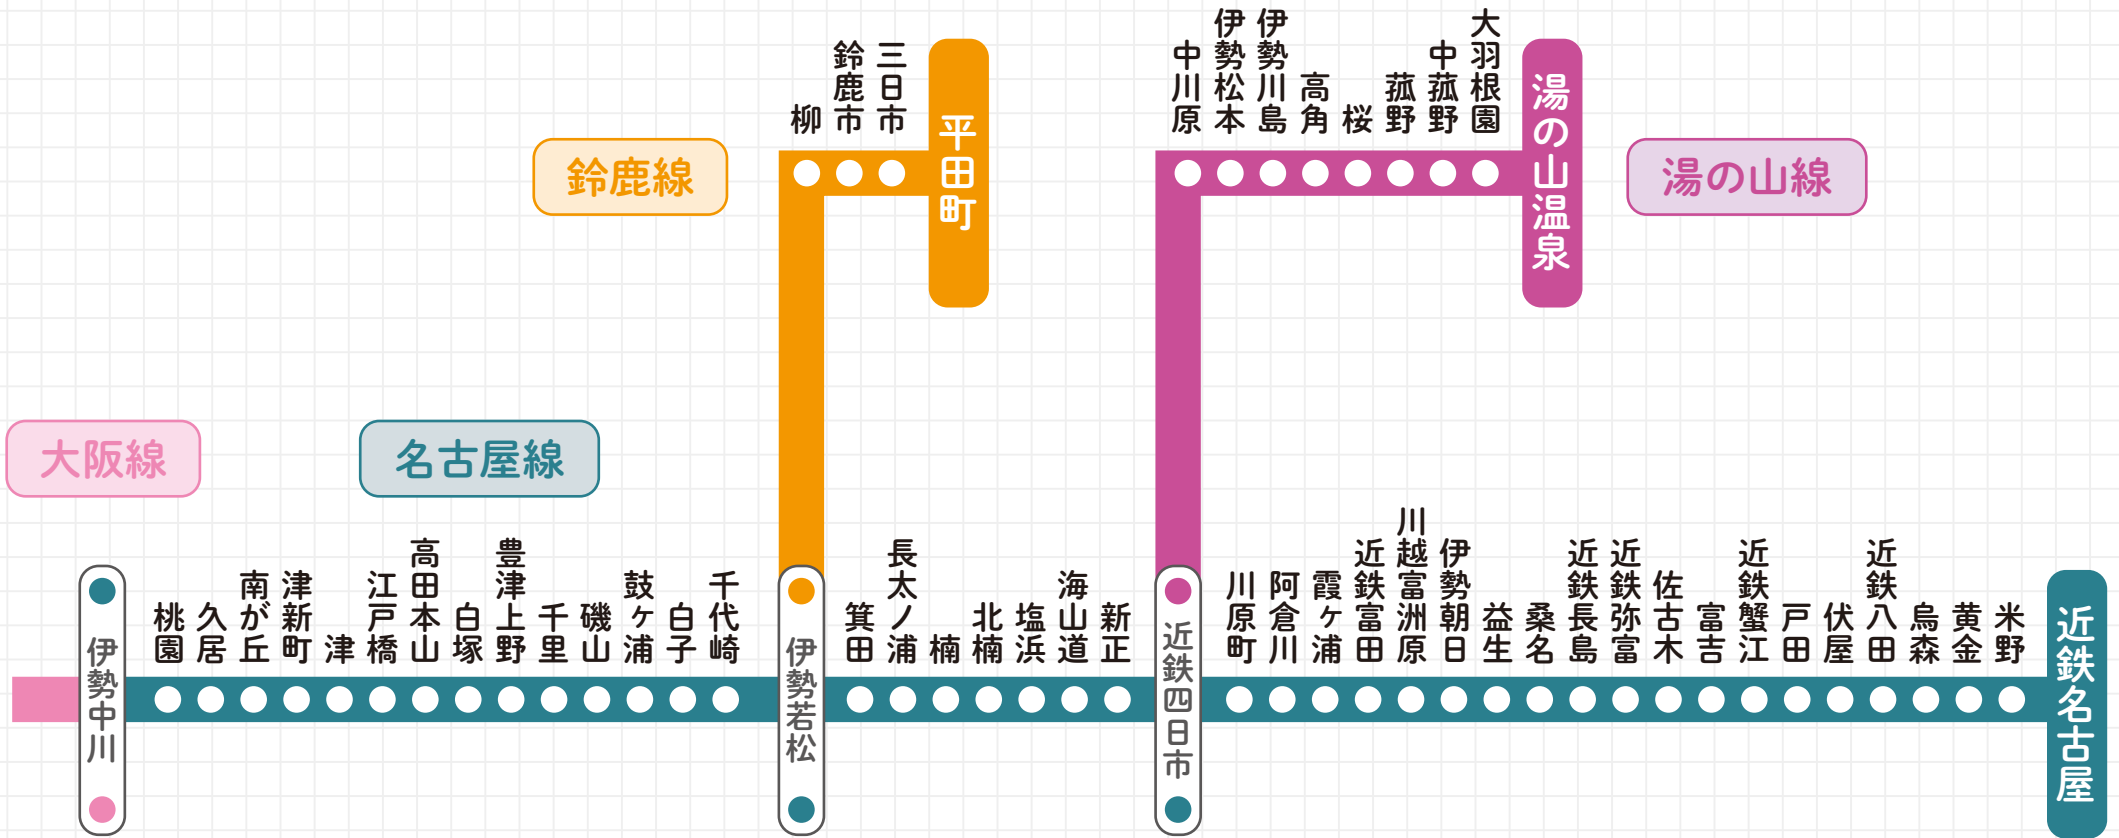 鈴鹿線
柳
鈴鹿市
三日市
平田町
中川原
伊勢松本
伊勢川島
高角
桜
菰野
中菰野
大羽根園
湯の山温泉
湯の山線
大阪線
名古屋線
伊勢中川
桃園
久居
南が丘
津新町
津
江戸橋
高田本山
白塚
豊津上野
千里
磯山
鼓ヶ浦
白子
千代崎
伊勢若松
箕田
長太ノ浦
楠
北楠
塩浜
海山道
新正
近鉄四日市
川原町
阿倉川
霞ヶ浦
近鉄富田
川越富洲原
伊勢朝日
益生
桑名
近鉄長島
近鉄弥富
佐古木
富吉
近鉄蟹江
戸田
伏屋
近鉄八田
烏森
黄金
米野
近鉄名古屋